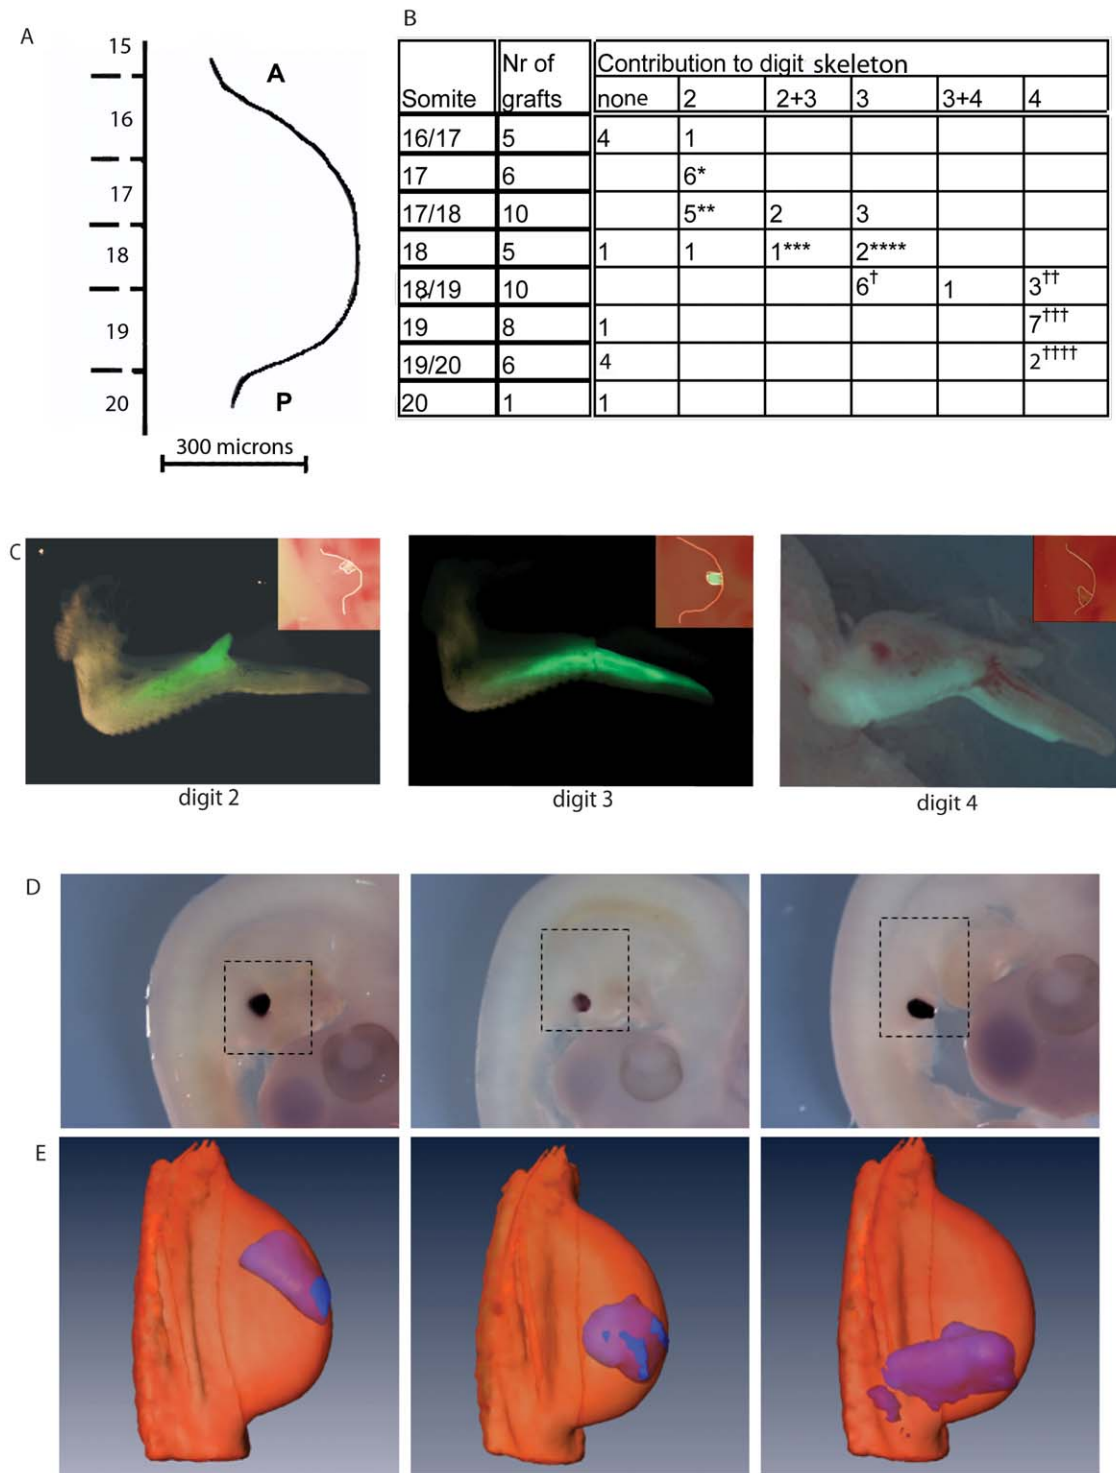 A
15
16
17
18
19
20
A
P
300 microns
B
Somite Nr of grafts Contribution to digit skeleton
none 2 2+3 3 3+4 4
16/17 5 4 1
17 6 6*
17/18 10 5** 2 3
18 5 1 1 1*** 2****
18/19 10 6† 1 3††
19 8 1 7†††
19/20 6 4 2††††
20 1 1
C
digit 2
digit 3
digit 4
D
E